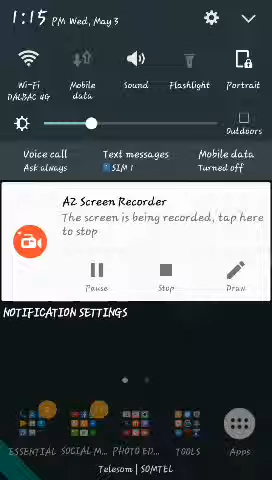 1:15 PM Wed, May 3
Wi-Fi Mobile Sound Flashlight Portrait
DALBAC NG data
Outdoors
Voice call Text messages Mobile data
Ask always SIM 1 Turned off
AZ Screen Recorder
The screen is being recorded, tap here
to stop
Pause Stop Draw
NOTIFICATION SETTINGS
ESSENTIAL SOCIAL M... PHOTO ED... TOOLS Apps
Telesom | SOMTEL